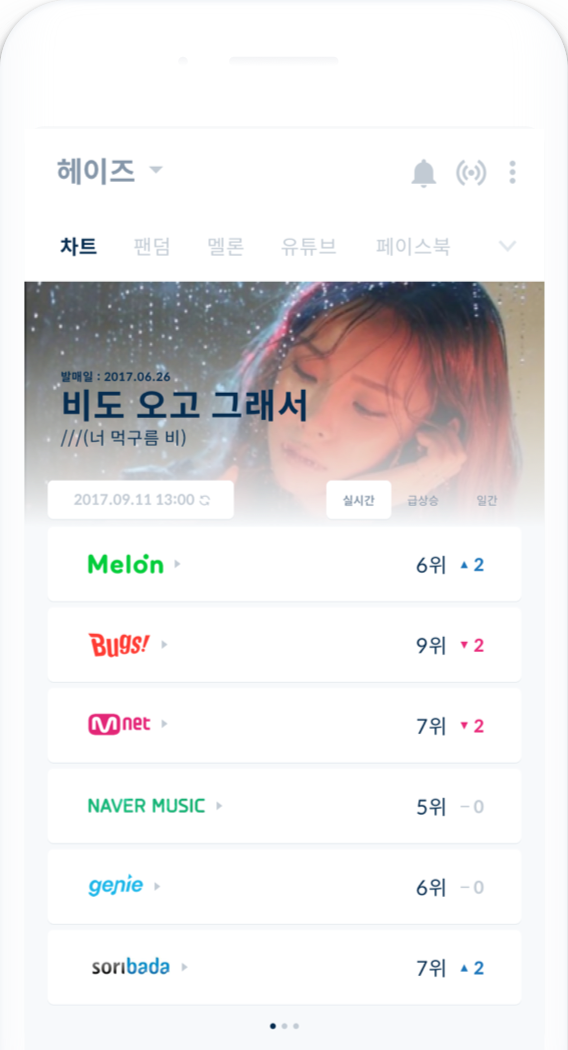 헤이즈
차트 팬덤 멜론 유튜브 페이스북
발매일 : 2017.06.26
비도 오고 그래서
///(너 먹구름 비)
2017.09.11 13:00 실시간 급상승 일간
Melon 6위 ▲ 2
Bugs! 9위 ▼ 2
Mnet 7위 ▼ 2
NAVER MUSIC 5위 – 0
genie 6위 – 0
soribada 7위 ▲ 2